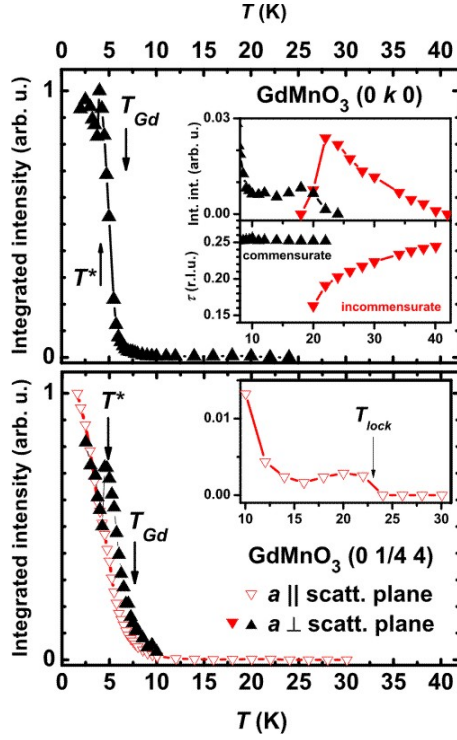 T (K)
0 5 10 15 20 25 30 35 40
Integrated intensity (arb. u.)
1
0
T_Gd
T*
GdMnO3 (0 k 0)
Int. int. (arb. u.)
0.03
0.00
τ (r.l.u.)
0.25
0.20
0.15
commensurate
incommensurate
10 20 30 40
Integrated intensity (arb. u.)
1
0
T*
T_Gd
0.01
0.00
T_lock
10 15 20 25 30
GdMnO3 (0 1/4 4)
a || scatt. plane
a ⊥ scatt. plane
0 5 10 15 20 25 30 35 40
T (K)